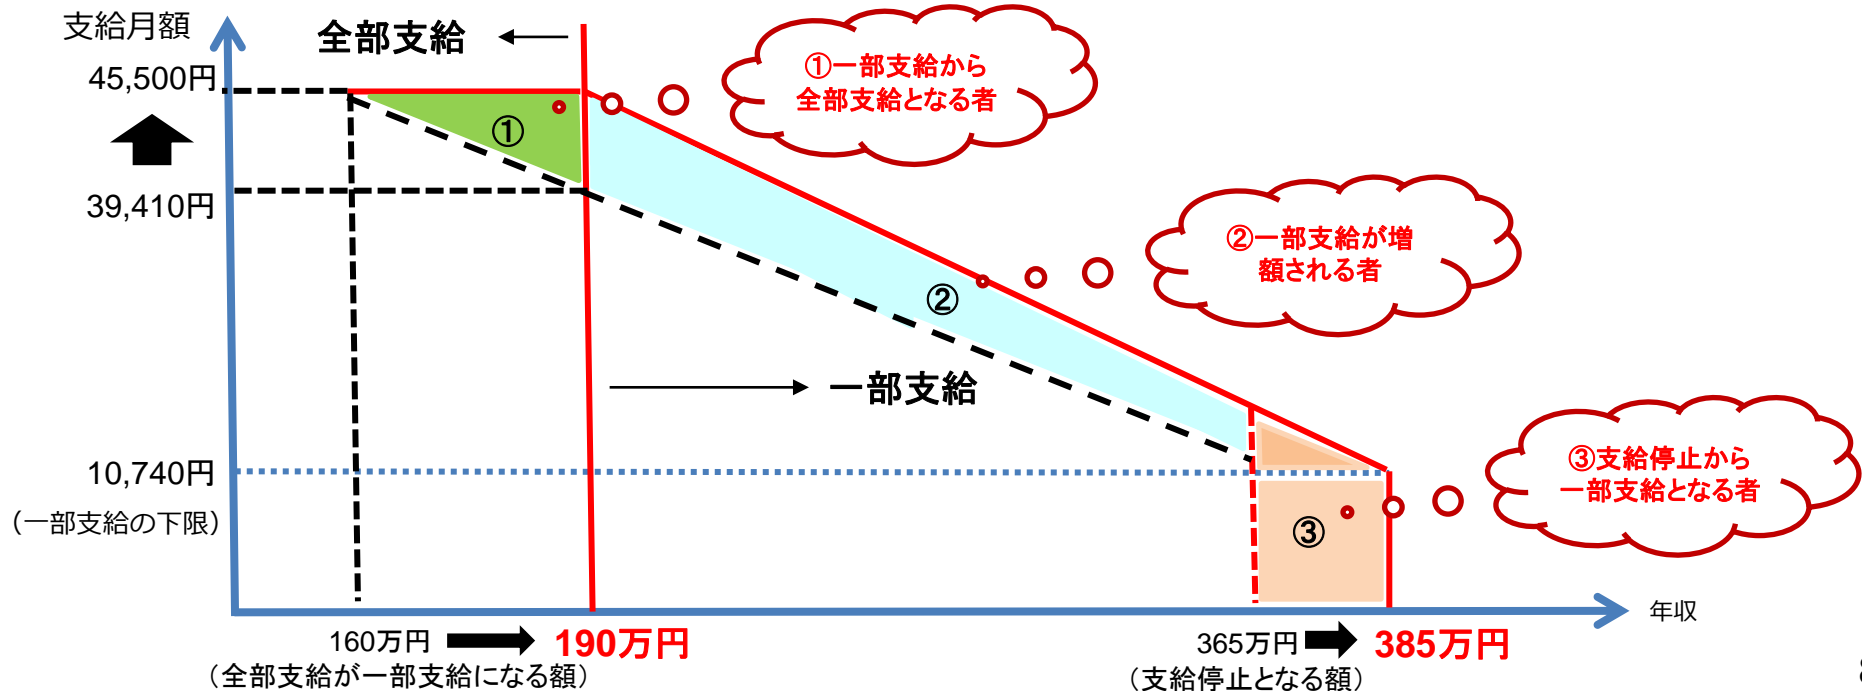 支給月額
全部支給
45,500円
①一部支給から
全部支給となる者
①
39,410円
②一部支給が増
額される者
②
一部支給
10,740円
（一部支給の下限）
③支給停止から
一部支給となる者
③
年収
160万円 190万円
（全部支給が一部支給になる額）
365万円 385万円
（支給停止となる額）